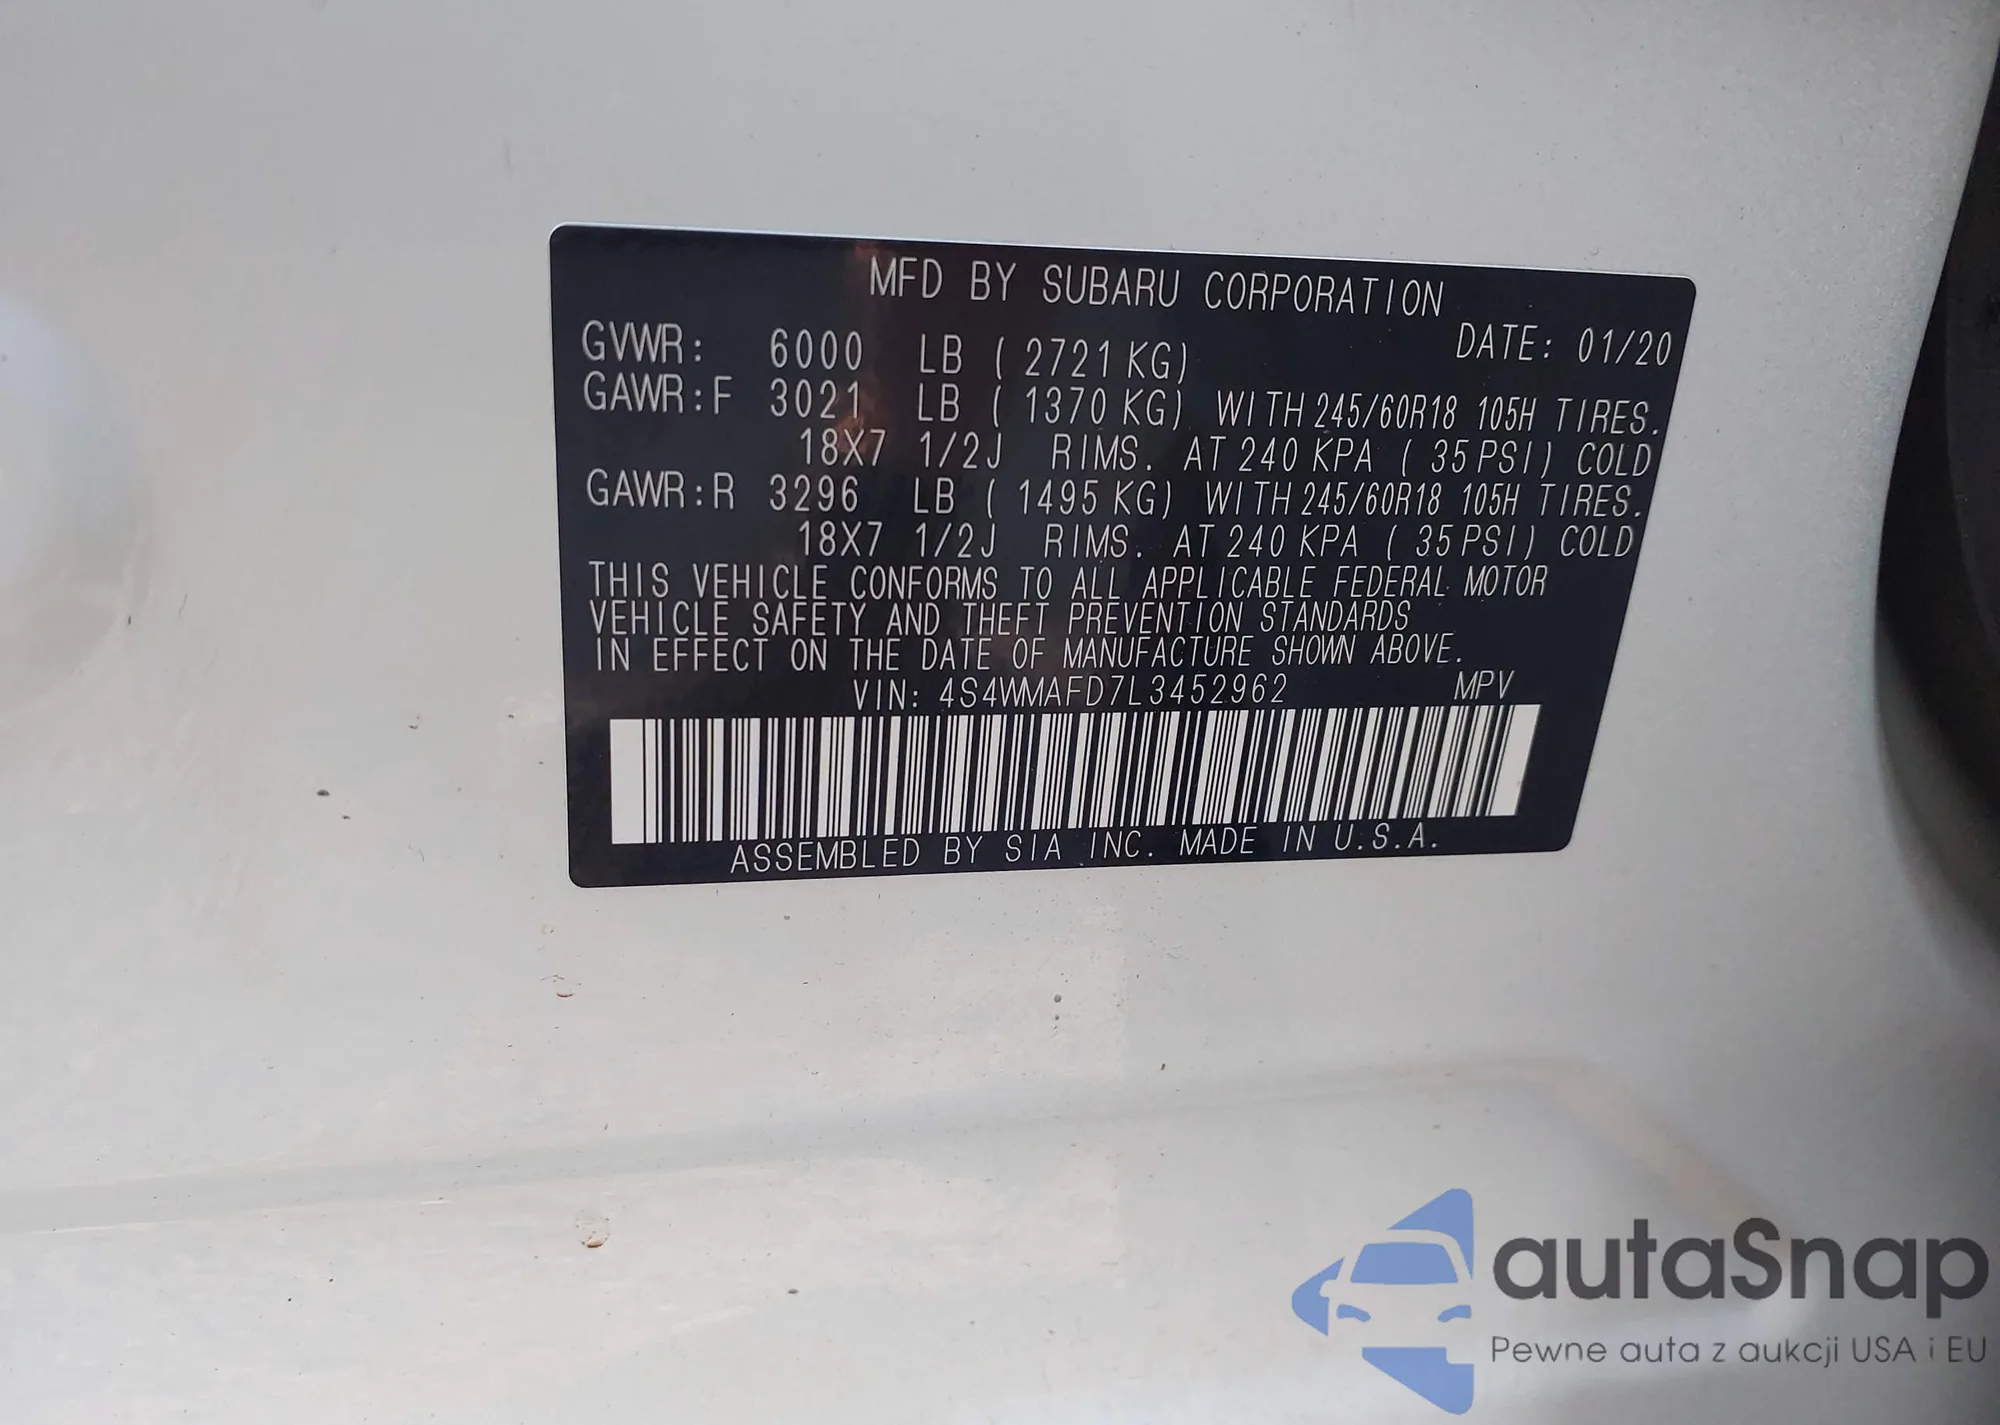 MFD BY SUBARU CORPORATION
GVWR: 6000 LB ( 2721 KG) DATE: 01/20
GAWR:F 3021 LB ( 1370 KG) WITH 245/60R18 105H TIRES.
18X7 1/2J RIMS. AT 240 KPA ( 35 PSI) COLD
GAWR:R 3296 LB ( 1495 KG) WITH 245/60R18 105H TIRES.
18X7 1/2J RIMS. AT 240 KPA ( 35 PSI) COLD
THIS VEHICLE CONFORMS TO ALL APPLICABLE FEDERAL MOTOR
VEHICLE SAFETY AND THEFT PREVENTION STANDARDS
IN EFFECT ON THE DATE OF MANUFACTURE SHOWN ABOVE.
VIN: 4S4WMAFD7L3452962 MPV
ASSEMBLED BY SIA INC. MADE IN U.S.A.
autaSnap
Pewne auta z aukcji USA i EU